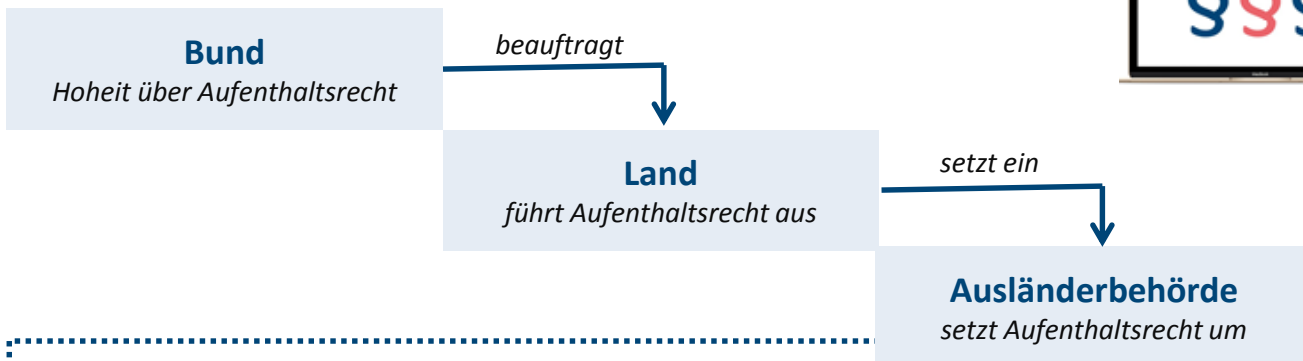 §§§
Bund
Hoheit über Aufenthaltsrecht
beauftragt
Land
führt Aufenthaltsrecht aus
setzt ein
Ausländerbehörde
setzt Aufenthaltsrecht um